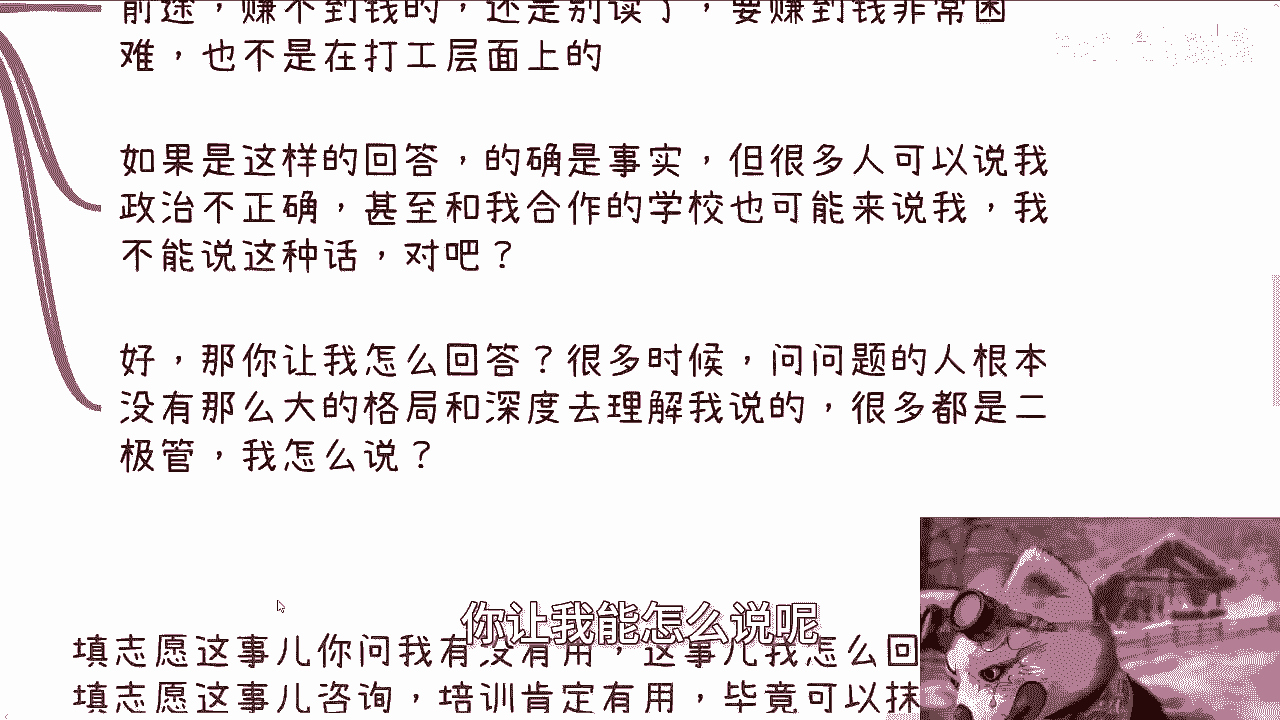 前途，赚不到钱的，还是别读了，要赚到钱非常困
难，也不是在打工层面上的
如果是这样的回答，的确是事实，但很多人可以说我
政治不正确，甚至和我合作的学校也可能来说我，我
不能说这种话，对吧？
好，那你让我怎么回答？很多时候，问问题的人根本
没有那么大的格局和深度去理解我说的，很多都是二
极管，我怎么说？
你让我能怎么说呢
填志愿这事儿你问我有没有用，这事儿我怎么回
填志愿这事儿咨询，培训肯定有用，毕竟可以抹